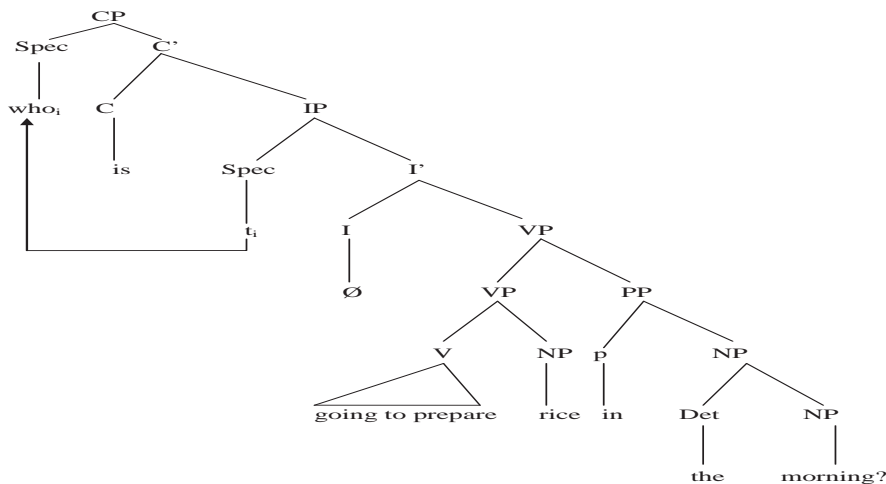 CP
Spec C’
whoᵢ C IP
is Spec I’
tᵢ I VP
Ø VP PP
V NP p NP
going to prepare rice in Det NP
the morning?